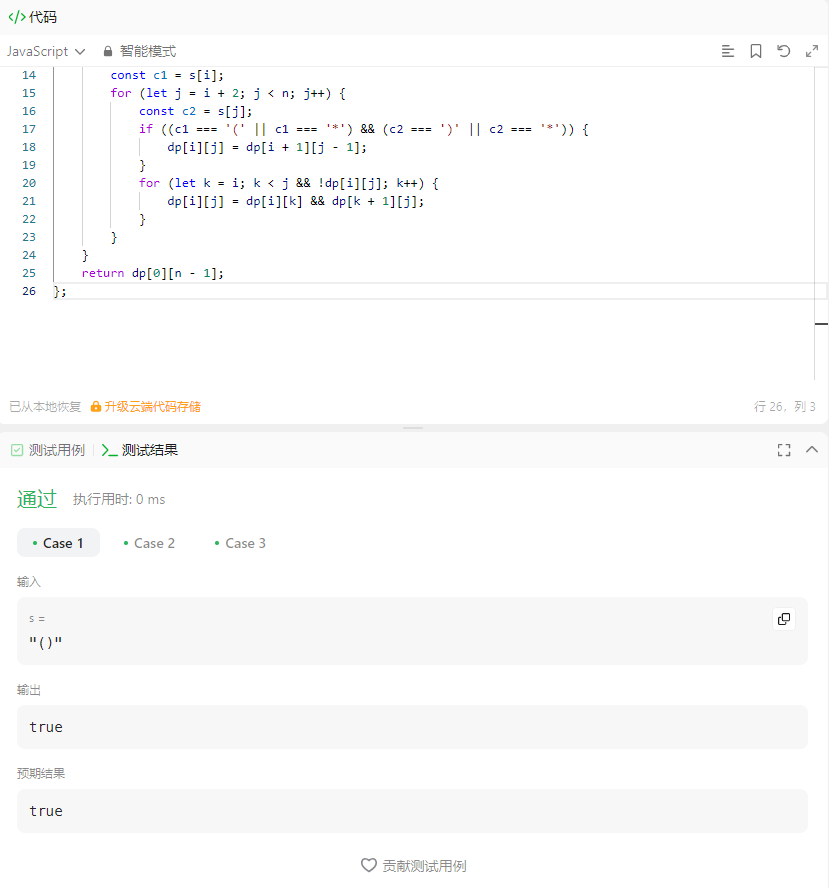 </> 代码
JavaScript 智能模式
14 const c1 = s[i];
15 for (let j = i + 2; j < n; j++) {
16 const c2 = s[j];
17 if ((c1 === '(' || c1 === '*') && (c2 === ')' || c2 === '*')) {
18 dp[i][j] = dp[i + 1][j - 1];
19 }
20 for (let k = i; k < j && !dp[i][j]; k++) {
21 dp[i][j] = dp[i][k] && dp[k + 1][j];
22 }
23 }
24 }
25 return dp[0][n - 1];
26 };
已从本地恢复 升级云端代码存储 行 26, 列 3
测试用例 >_ 测试结果
通过 执行用时: 0 ms
• Case 1 • Case 2 • Case 3
输入
s =
"()"
输出
true
预期结果
true
贡献测试用例